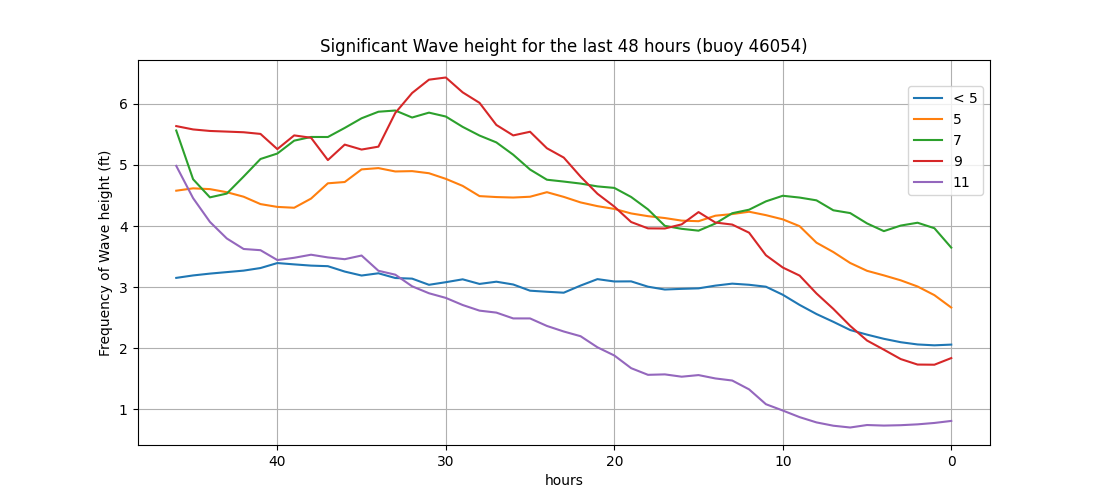 Significant Wave height for the last 48 hours (buoy 46054)
Frequency of Wave height (ft)
6
5
4
3
2
1
< 5
5
7
9
11
40 30 20 10 0
hours